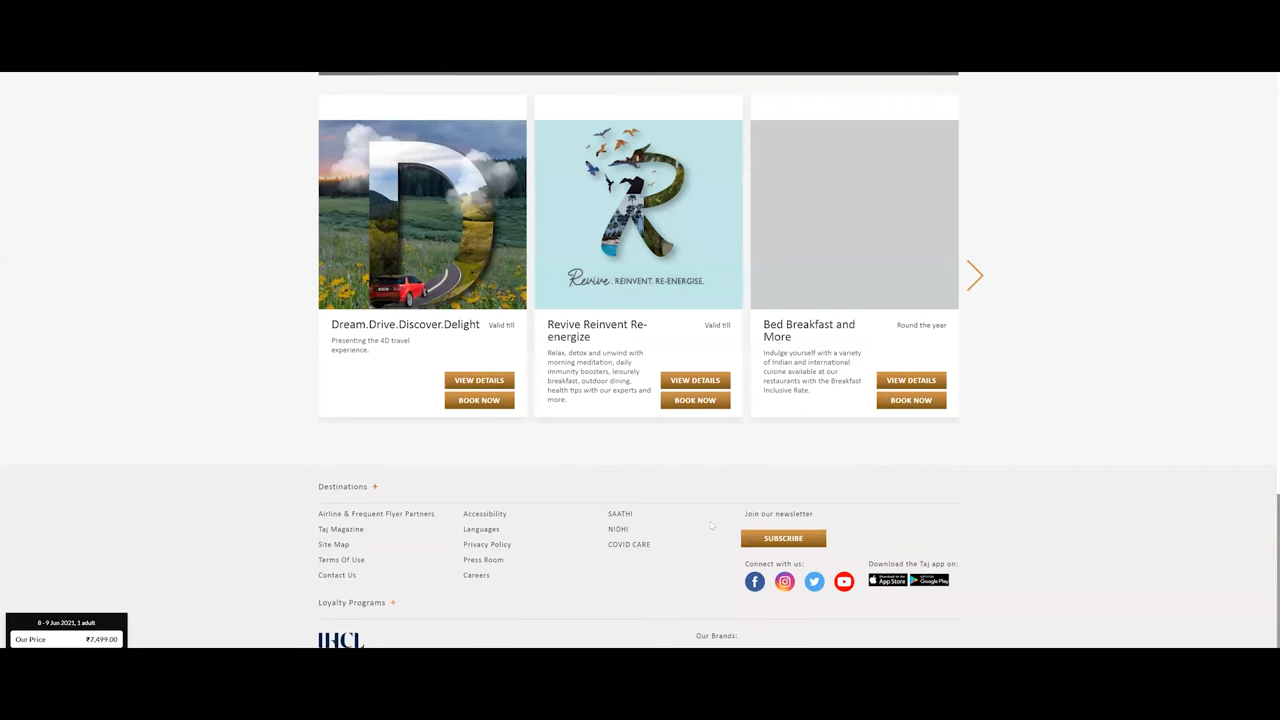 Revive. REINVENT. RE-ENERGISE.
Dream.Drive.Discover.Delight Valid till
Presenting the 4D travel
experience.
VIEW DETAILS
BOOK NOW
Revive Reinvent Re-
energize
Valid till
Relax, detox and unwind with
morning meditation, daily
immunity boosters, leisurely
breakfast, outdoor dining,
health tips with our experts and
more.
VIEW DETAILS
BOOK NOW
Bed Breakfast and
More
Round the year
Indulge yourself with a variety
of Indian and international
cuisine available at our
restaurants with the Breakfast
Inclusive Rate.
VIEW DETAILS
BOOK NOW
Destinations +
Airline & Frequent Flyer Partners
Taj Magazine
Site Map
Terms Of Use
Contact Us
Accessibility
Languages
Privacy Policy
Press Room
Careers
SAATHI
NIDHI
COVID CARE
Join our newsletter
SUBSCRIBE
Connect with us:
Download the Taj app on:
App Store
Google Play
Loyalty Programs +
8 - 9 Jun 2021, 1 adult
Our Price ₹7,499.00
IHCL
Our Brands: